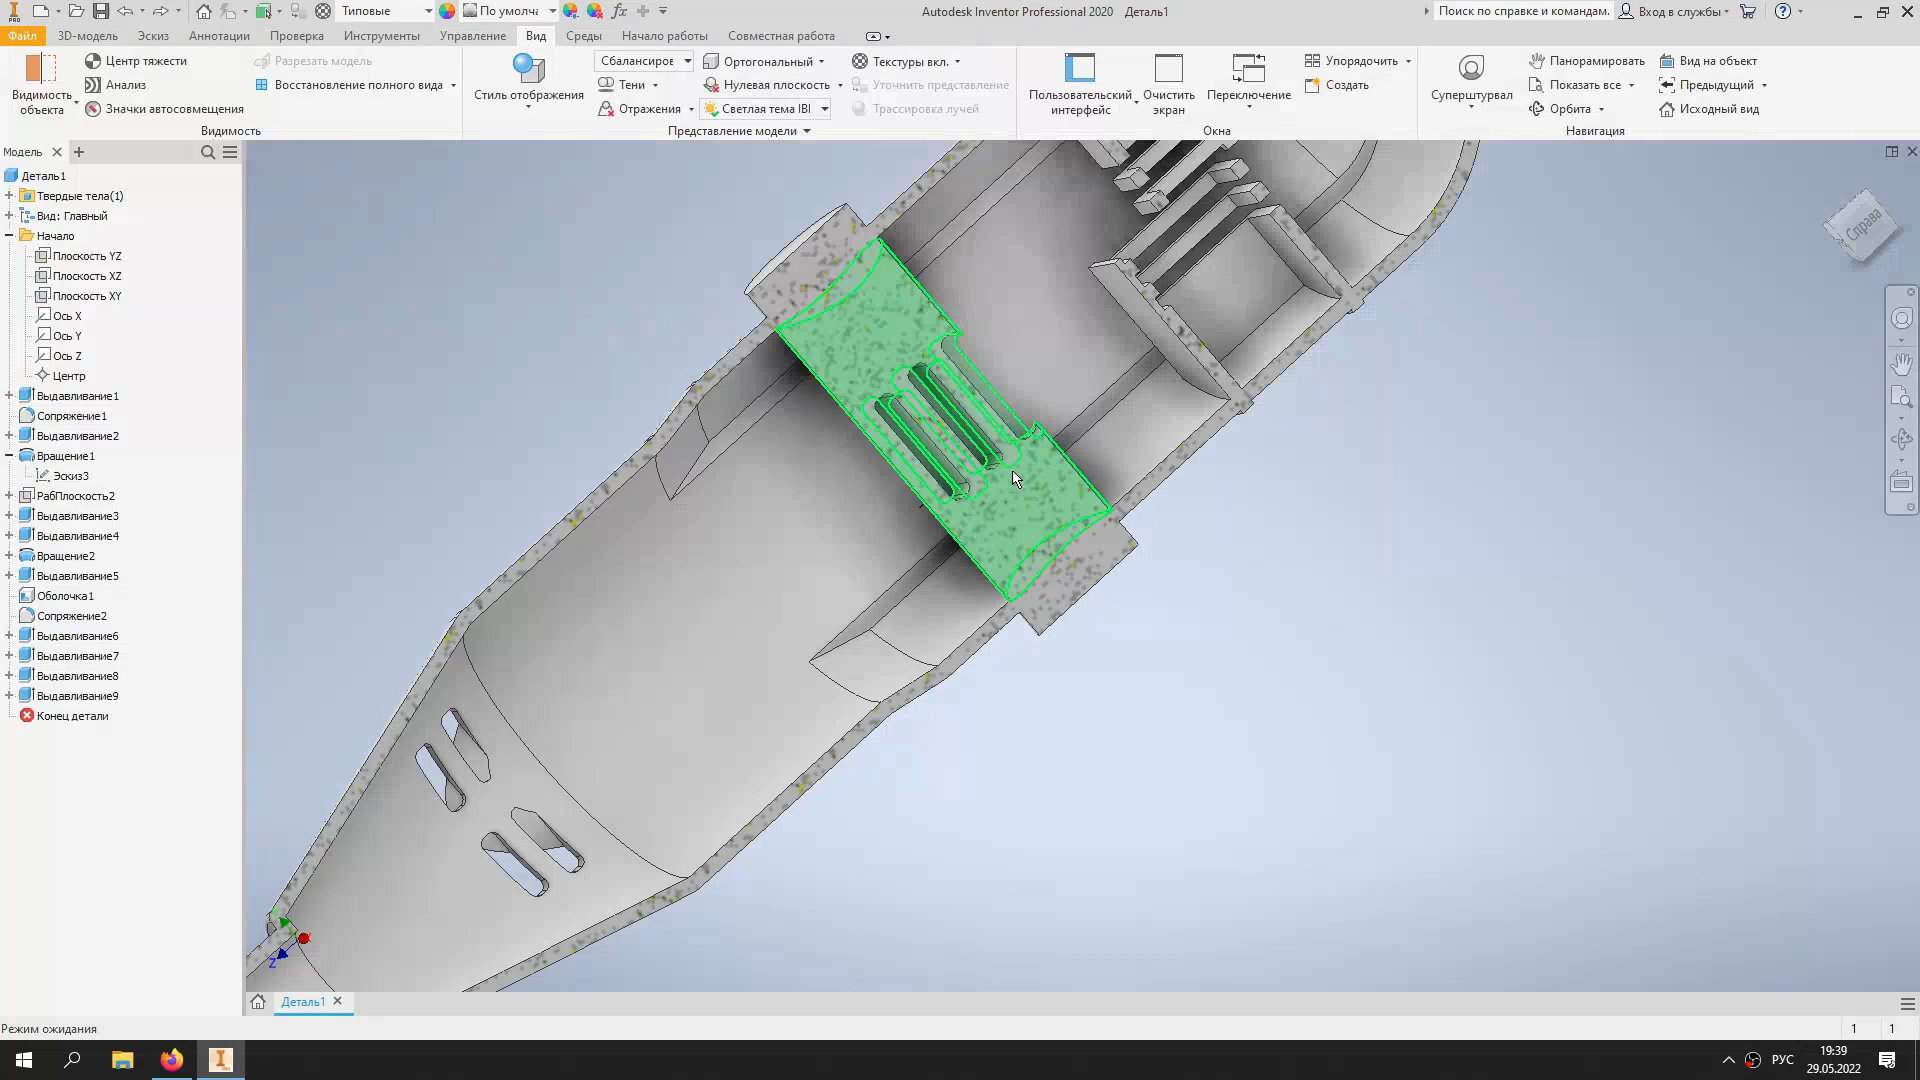 Типовые
По умолча
Autodesk Inventor Professional 2020 Деталь1
Поиск по справке и командам.
Вход в службы
Файл 3D-модель Эскиз Аннотации Проверка Инструменты Управление Вид Среды Начало работы Совместная работа
Видимость объекта
Центр тяжести
Анализ
Значки автосовмещения
Разрезать модель
Восстановление полного вида
Видимость
Стиль отображения
Сбалансирс
Тени
Отражения
Ортогональный
Нулевая плоскость
Светлая тема IBI
Текстуры вкл.
Уточнить представление
Трассировка лучей
Представление модели
Пользовательский интерфейс
Очистить экран
Переключение
Упорядочить
Создать
Окна
Суперштурвал
Панорамировать
Показать все
Орбита
Вид на объект
Предыдущий
Исходный вид
Навигация
Модель
Деталь1
Твердые тела(1)
Вид: Главный
Начало
Плоскость YZ
Плоскость XZ
Плоскость XY
Ось X
Ось Y
Ось Z
Центр
Выдавливание1
Сопряжение1
Выдавливание2
Вращение1
Эскиз3
РабПлоскость2
Выдавливание3
Выдавливание4
Вращение2
Выдавливание5
Оболочка1
Сопряжение2
Выдавливание6
Выдавливание7
Выдавливание8
Выдавливание9
Конец детали
Справа
Z
Деталь1
Режим ожидания
1 1
РУС
19:39
29.05.2022